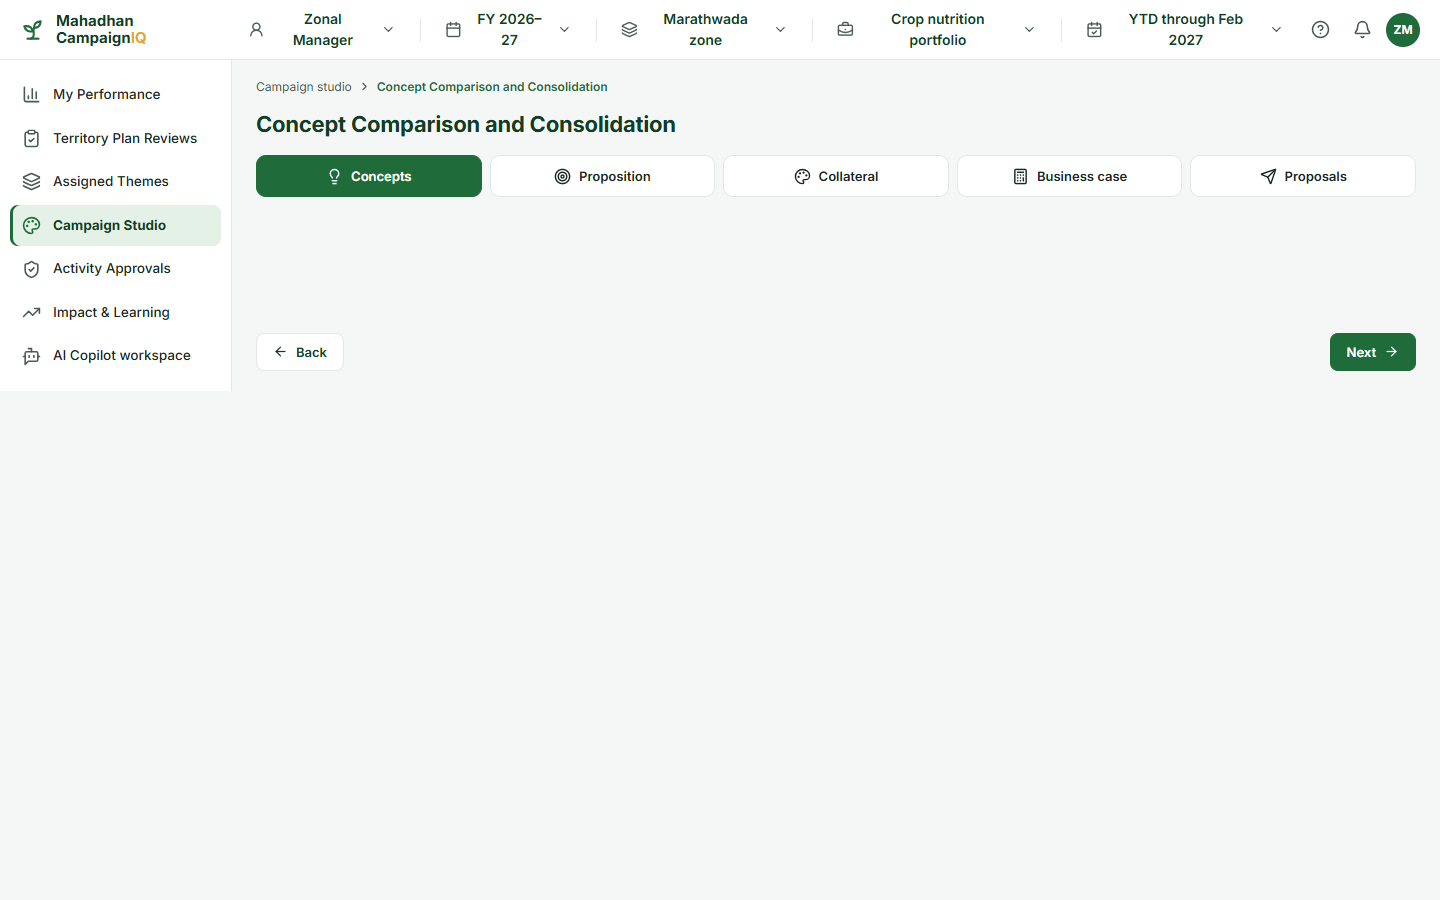 Mahadhan
CampaignIQ
Zonal
Manager
FY 2026–
27
Marathwada
zone
Crop nutrition
portfolio
YTD through Feb
2027
ZM
My Performance
Territory Plan Reviews
Assigned Themes
Campaign Studio
Activity Approvals
Impact & Learning
AI Copilot workspace
Campaign studio > Concept Comparison and Consolidation
Concept Comparison and Consolidation
Concepts
Proposition
Collateral
Business case
Proposals
Back
Next